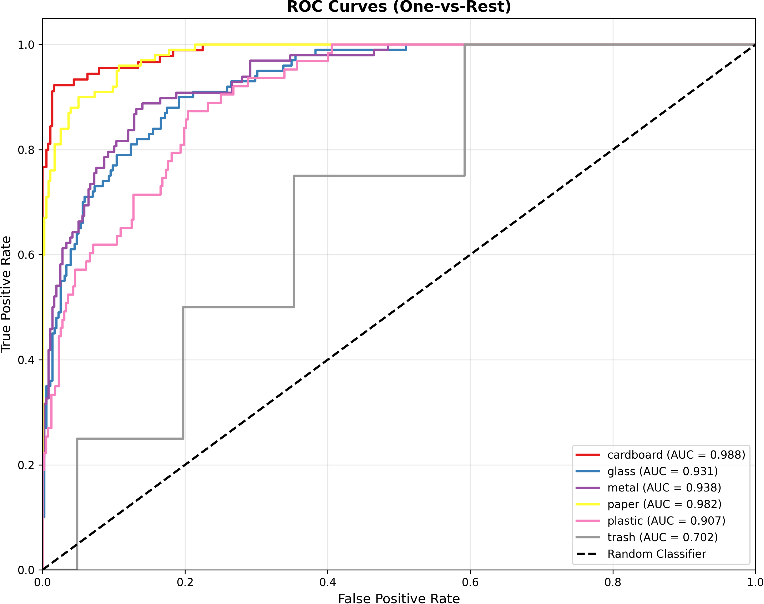 ROC Curves (One-vs-Rest)
True Positive Rate
1.0
0.8
0.6
0.4
0.2
0.0
cardboard (AUC = 0.988)
glass (AUC = 0.931)
metal (AUC = 0.938)
paper (AUC = 0.982)
plastic (AUC = 0.907)
trash (AUC = 0.702)
Random Classifier
0.0 0.2 0.4 0.6 0.8 1.0
False Positive Rate